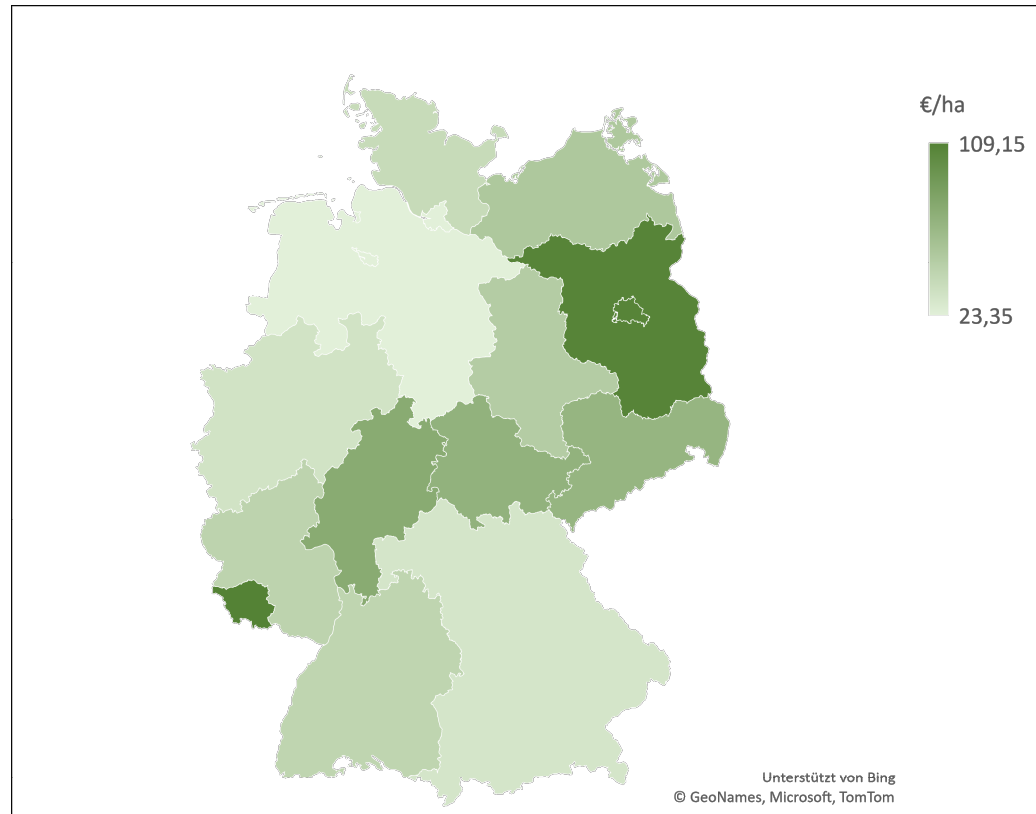 €/ha
109,15
23,35
Unterstützt von Bing
© GeoNames, Microsoft, TomTom